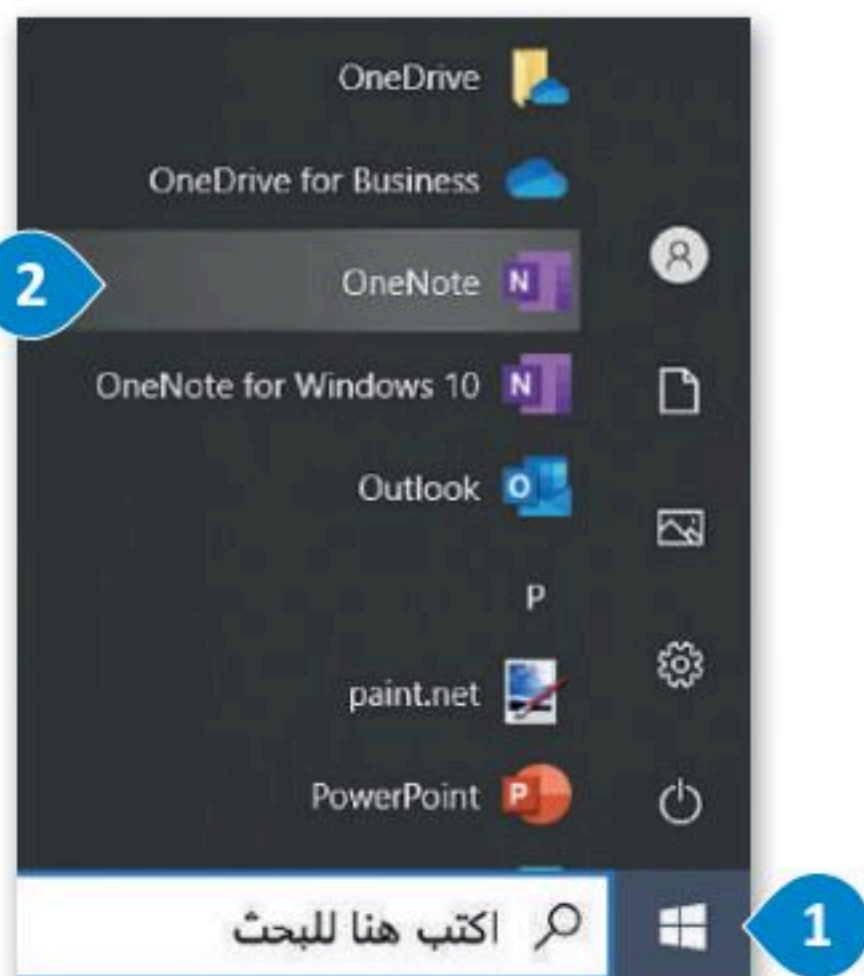 OneDrive
OneDrive for Business
2
OneNote
OneNote for Windows 10
Outlook
P
paint.net
PowerPoint
اكتب هنا للبحث
1